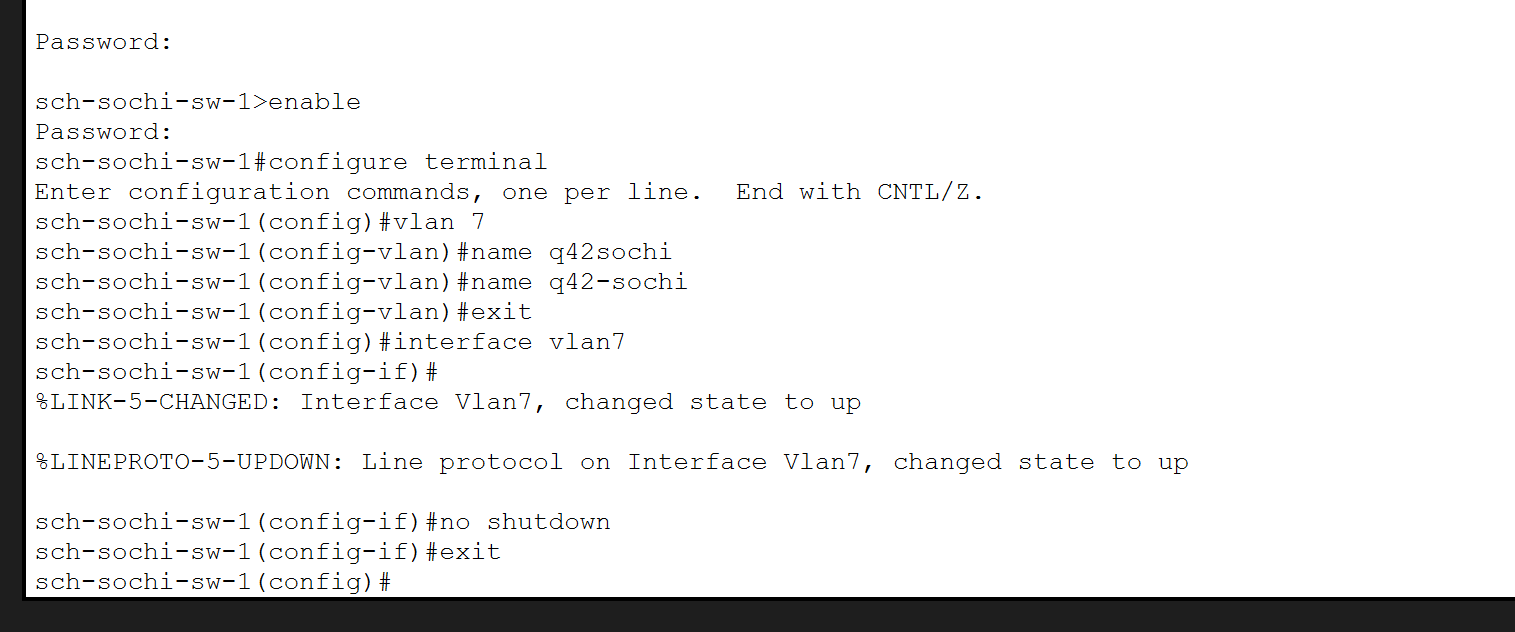 Password:
sch-sochi-sw-1>enable
Password:
sch-sochi-sw-1#configure terminal
Enter configuration commands, one per line.  End with CNTL/Z.
sch-sochi-sw-1(config)#vlan 7
sch-sochi-sw-1(config-vlan)#name q42sochi
sch-sochi-sw-1(config-vlan)#name q42-sochi
sch-sochi-sw-1(config-vlan)#exit
sch-sochi-sw-1(config)#interface vlan7
sch-sochi-sw-1(config-if)#
%LINK-5-CHANGED: Interface Vlan7, changed state to up
%LINEPROTO-5-UPDOWN: Line protocol on Interface Vlan7, changed state to up
sch-sochi-sw-1(config-if)#no shutdown
sch-sochi-sw-1(config-if)#exit
sch-sochi-sw-1(config)#